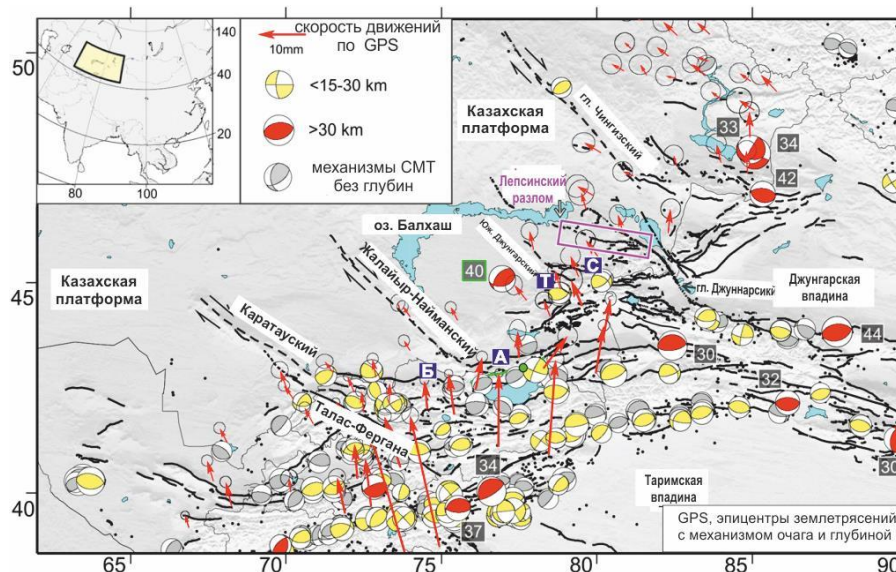 140
40
20
80
100
скорость движений
по GPS
10mm
<15-30 km
>30 km
механизмы СМТ
без глубин
50
45
40
65
70
75
80
85
90
Казахская
платформа
гл. Чингизский
33
34
42
Лепсинский
разлом
оз. Балхаш
Юж. Джунгарский
40
Т
С
Казахская
платформа
Жалайыр-Найманский
гл. Джуннарсий
Джунгарская
впадина
44
Каратауский
Б
А
30
32
Талас-Фергана
34
37
30
Таримская
впадина
GPS, эпицентры землетрясений
с механизмом очага и глубиной